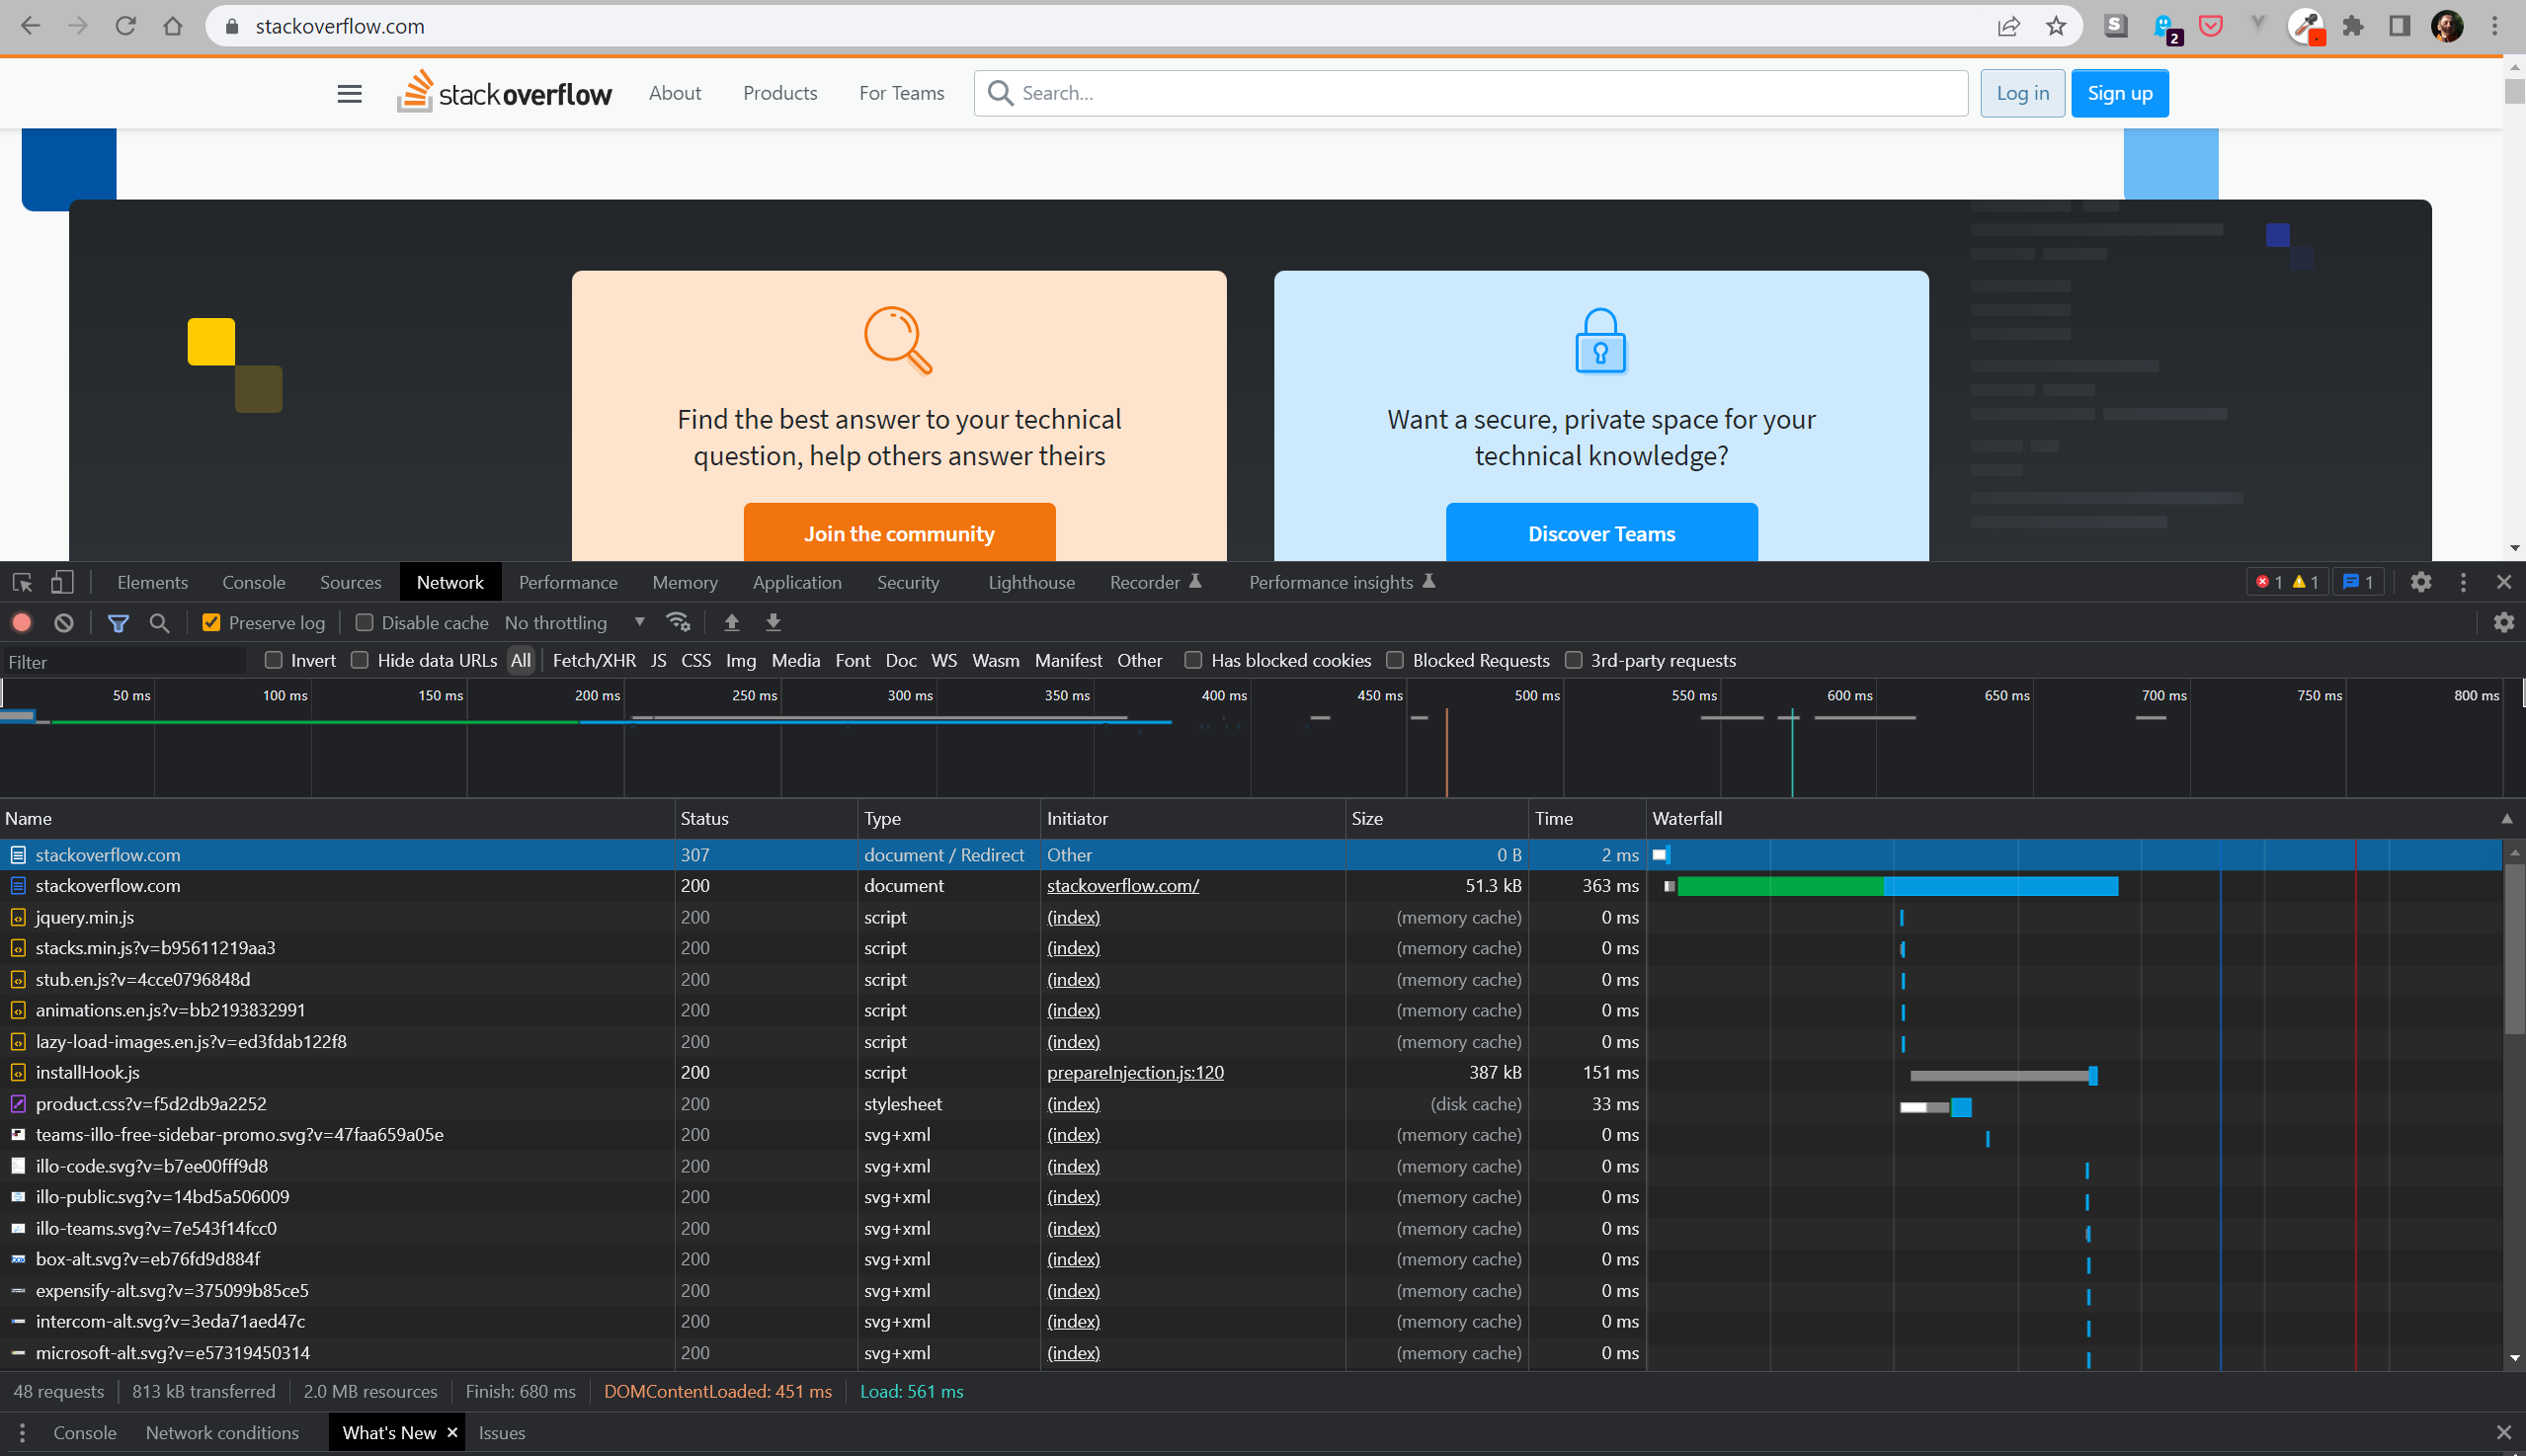 stackoverflow.com
2
stack overflow About Products For Teams Search... Log in Sign up
Find the best answer to your technical
question, help others answer theirs
Join the community
Want a secure, private space for your
technical knowledge?
Discover Teams
Elements Console Sources Network Performance Memory Application Security Lighthouse Recorder Performance insights 1 1 1
Preserve log Disable cache No throttling
Filter Invert Hide data URLs All Fetch/XHR JS CSS Img Media Font Doc WS Wasm Manifest Other Has blocked cookies Blocked Requests 3rd-party requests
50 ms 100 ms 150 ms 200 ms 250 ms 300 ms 350 ms 400 ms 450 ms 500 ms 550 ms 600 ms 650 ms 700 ms 750 ms 800 ms
Name Status Type Initiator Size Time Waterfall
stackoverflow.com 307 document / Redirect Other 0 B 2 ms
stackoverflow.com 200 document stackoverflow.com/ 51.3 kB 363 ms
jquery.min.js 200 script (index) (memory cache) 0 ms
stacks.min.js?v=b95611219aa3 200 script (index) (memory cache) 0 ms
stub.en.js?v=4cce0796848d 200 script (index) (memory cache) 0 ms
animations.en.js?v=bb2193832991 200 script (index) (memory cache) 0 ms
lazy-load-images.en.js?v=ed3fdab122f8 200 script (index) (memory cache) 0 ms
installHook.js 200 script prepareInjection.js:120 387 kB 151 ms
product.css?v=f5d2db9a2252 200 stylesheet (index) (disk cache) 33 ms
teams-illo-free-sidebar-promo.svg?v=47faa659a05e 200 svg+xml (index) (memory cache) 0 ms
illo-code.svg?v=b7ee00fff9d8 200 svg+xml (index) (memory cache) 0 ms
illo-public.svg?v=14bd5a506009 200 svg+xml (index) (memory cache) 0 ms
illo-teams.svg?v=7e543f14fcc0 200 svg+xml (index) (memory cache) 0 ms
box-alt.svg?v=eb76fd9d884f 200 svg+xml (index) (memory cache) 0 ms
expensify-alt.svg?v=375099b85ce5 200 svg+xml (index) (memory cache) 0 ms
intercom-alt.svg?v=3eda71aed47c 200 svg+xml (index) (memory cache) 0 ms
microsoft-alt.svg?v=e57319450314 200 svg+xml (index) (memory cache) 0 ms
48 requests 813 kB transferred 2.0 MB resources Finish: 680 ms DOMContentLoaded: 451 ms Load: 561 ms
Console Network conditions What's New Issues